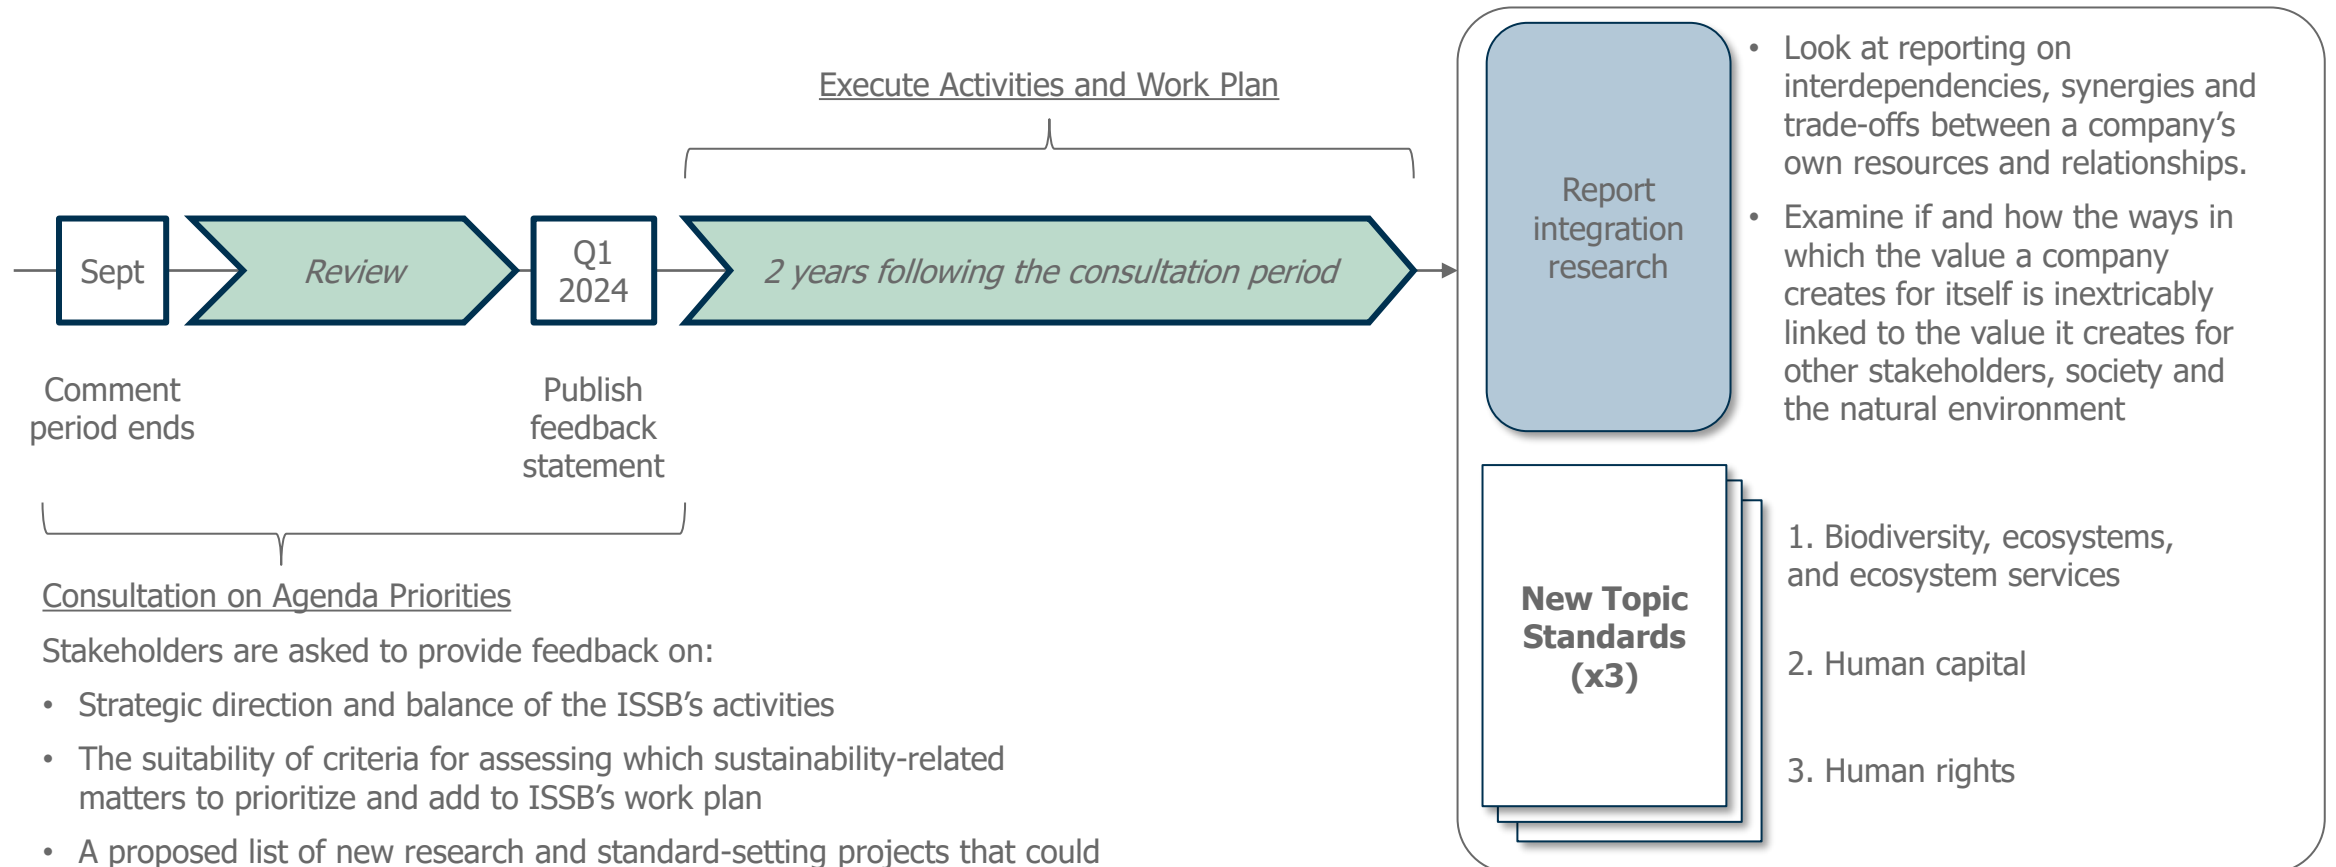 Execute Activities and Work Plan
Sept
Review
Q1
2024
2 years following the consultation period
Comment
period ends
Publish
feedback
statement
Consultation on Agenda Priorities
Stakeholders are asked to provide feedback on:
• Strategic direction and balance of the ISSB’s activities
• The suitability of criteria for assessing which sustainability-related
matters to prioritize and add to ISSB’s work plan
• A proposed list of new research and standard-setting projects that could
Report
integration
research
• Look at reporting on
interdependencies, synergies and
trade-offs between a company’s
own resources and relationships.
• Examine if and how the ways in
which the value a company
creates for itself is inextricably
linked to the value it creates for
other stakeholders, society and
the natural environment
New Topic
Standards
(x3)
1. Biodiversity, ecosystems,
and ecosystem services
2. Human capital
3. Human rights